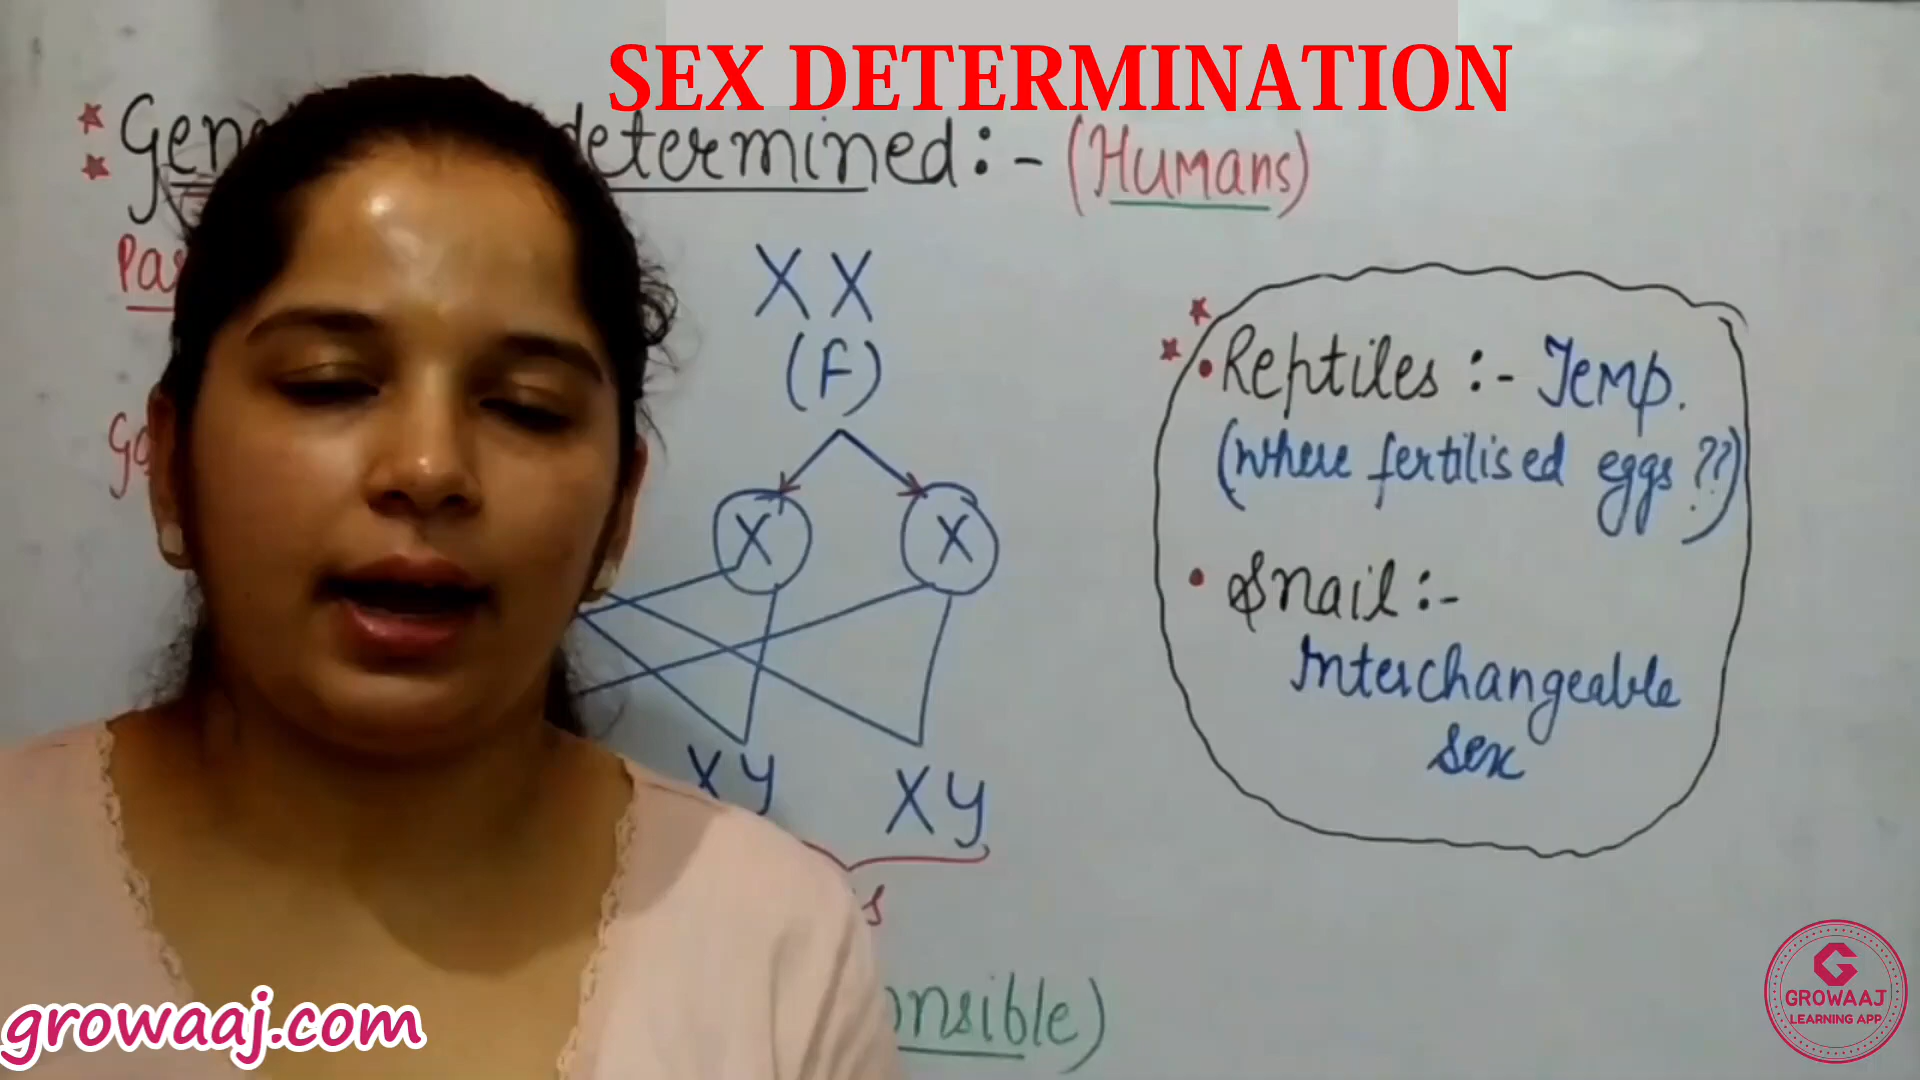 SEX DETERMINATION
determined :- (Humans)
X X
(F)
• Reptiles :- Temp.
(where fertilised eggs ??)
X X
• Snail :-
Interchangeable
sex
XY XY
growaaj.com
G
GROWAAJ
LEARNING APP